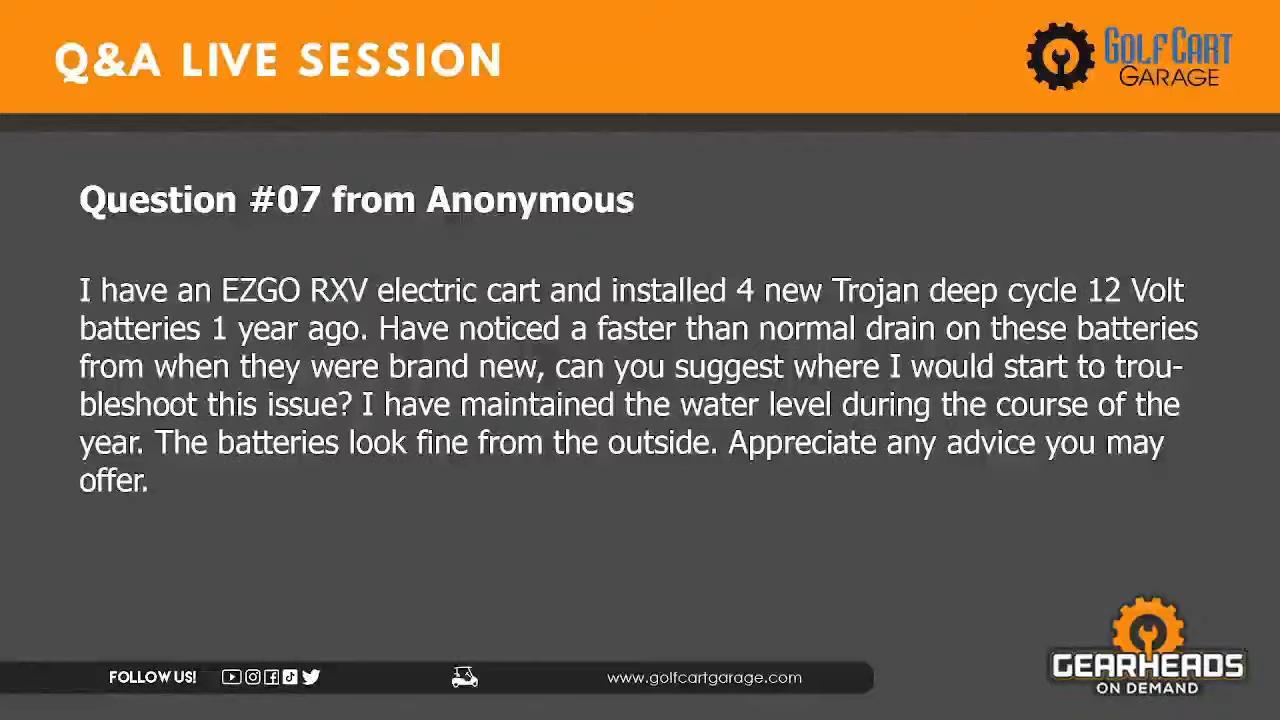 Q&A LIVE SESSION
GOLF CART
GARAGE
Question #07 from Anonymous
I have an EZGO RXV electric cart and installed 4 new Trojan deep cycle 12 Volt
batteries 1 year ago. Have noticed a faster than normal drain on these batteries
from when they were brand new, can you suggest where I would start to trou-
bleshoot this issue? I have maintained the water level during the course of the
year. The batteries look fine from the outside. Appreciate any advice you may
offer.
GEARHEADS
ON DEMAND
FOLLOW US!
www.golfcartgarage.com